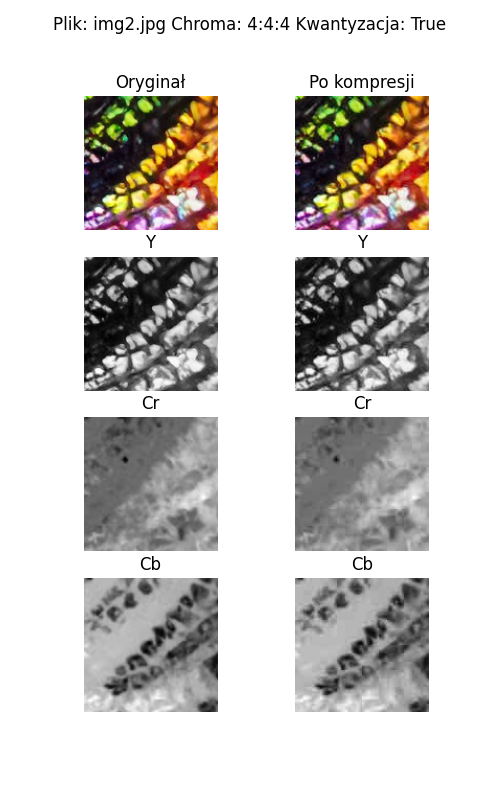 Plik: img2.jpg Chroma: 4:4:4 Kwantyzacja: True
Oryginał Po kompresji
Y Y
Cr Cr
Cb Cb